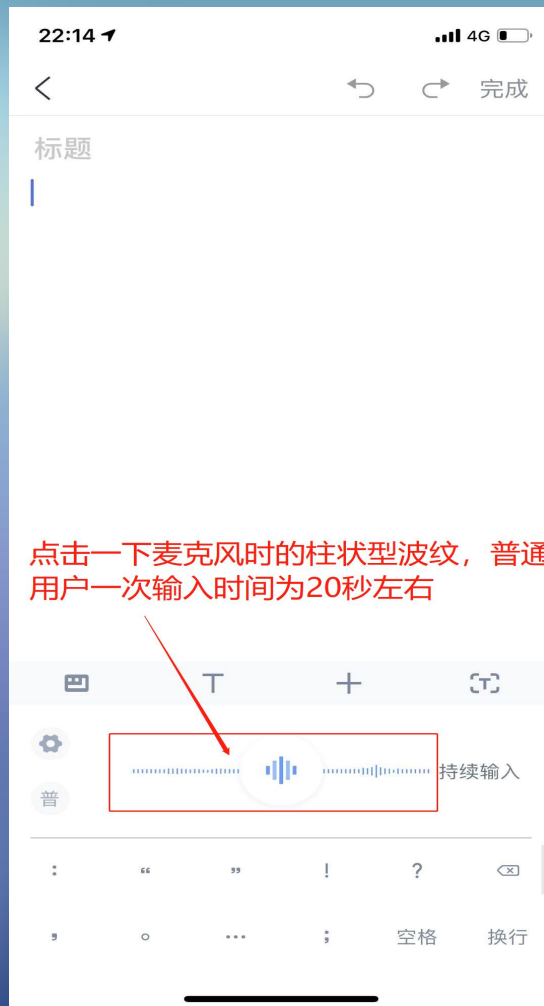 22:14 4G
完成
标题
点击一下麦克风时的柱状型波纹，普通
用户一次输入时间为20秒左右
T + T
持续输入
普
: “ ” ! ?
, 。 … ; 空格 换行